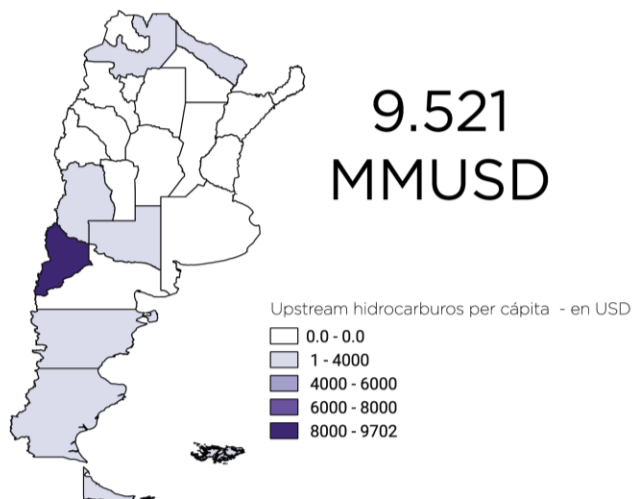 9.521
MMUSD
Upstream hidrocarburos per cápita - en USD
0.0 - 0.0
1 - 4000
4000 - 6000
6000 - 8000
8000 - 9702